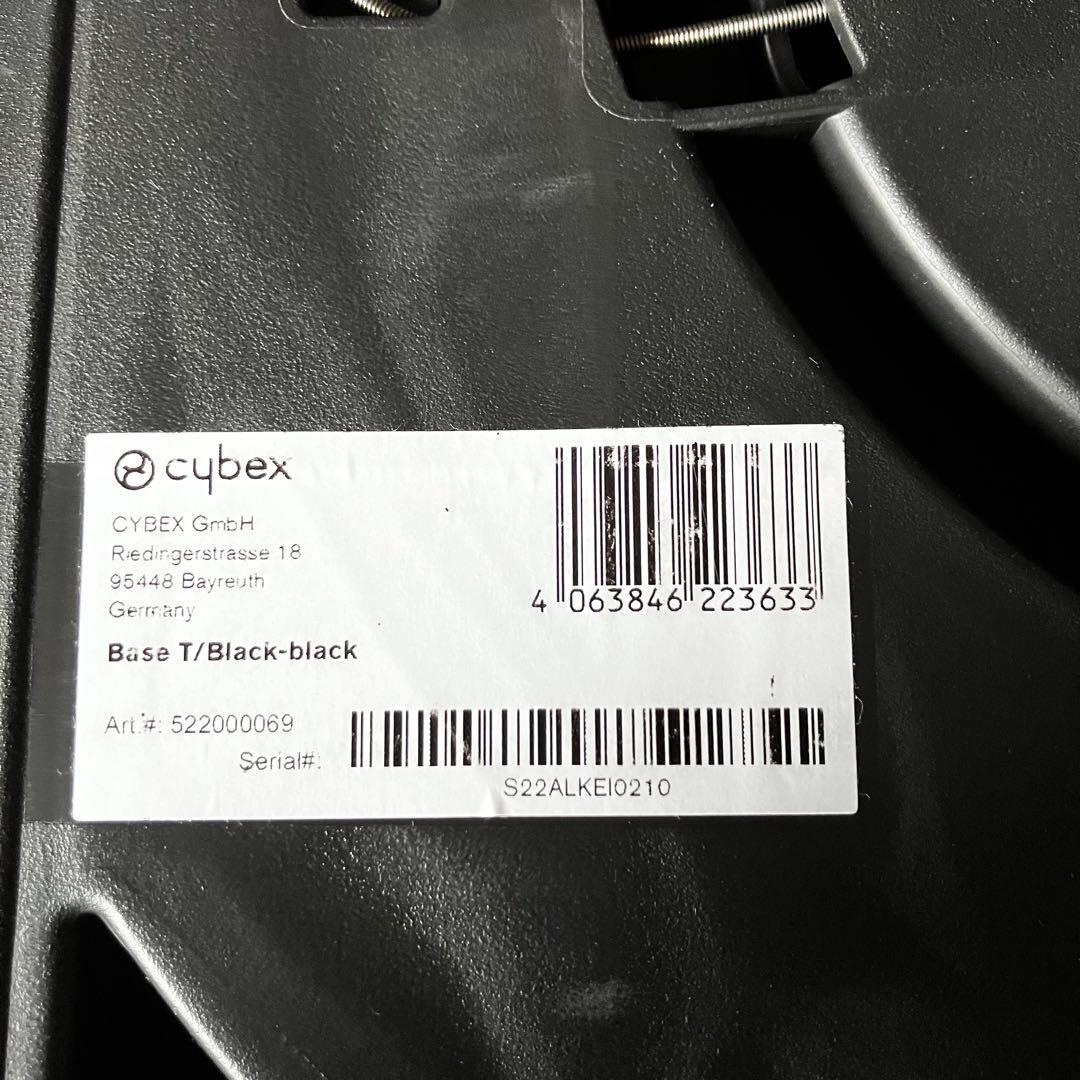 cybex
CYBEX GmbH
Riedingerstrasse 18
95448 Bayreuth
Germany
4 063846 223633
Base T/Black-black
Art.#: 522000069
Serial#:
S22ALKEI0210